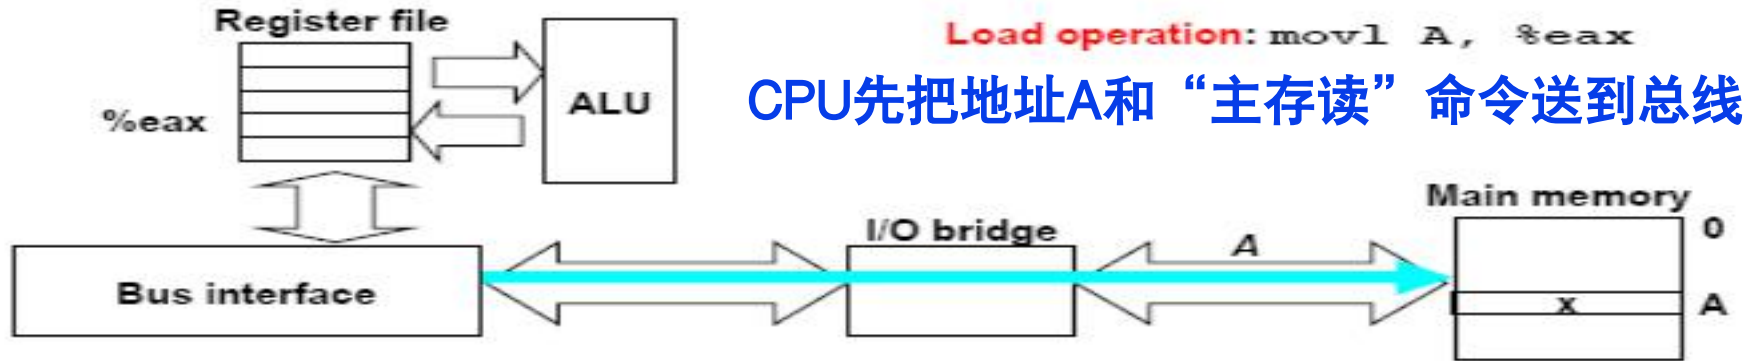 Register file
Load operation: movl A, %eax
CPU先把地址A和“主存读”命令送到总线
ALU
%eax
Main memory
I/O bridge
0
A
Bus interface
x
A